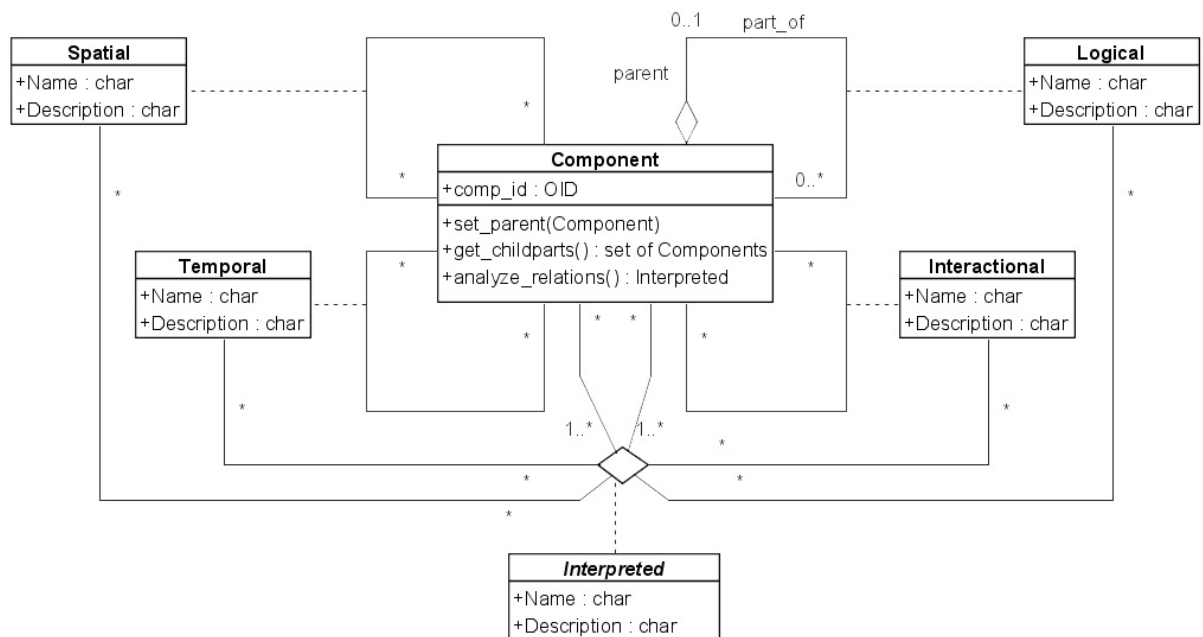 0..1 part_of
Spatial
+Name : char
+Description : char
parent
Logical
+Name : char
+Description : char
*
*
Component
+comp_id : OID
+set_parent(Component)
+get_childparts() : set of Components
+analyze_relations() : Interpreted
0..*
*
*
Temporal
+Name : char
+Description : char
*
*
*
*
Interactional
+Name : char
+Description : char
* *
*
*
1..* 1..*
*
*
*
*
*
Interpreted
+Name : char
+Description : char